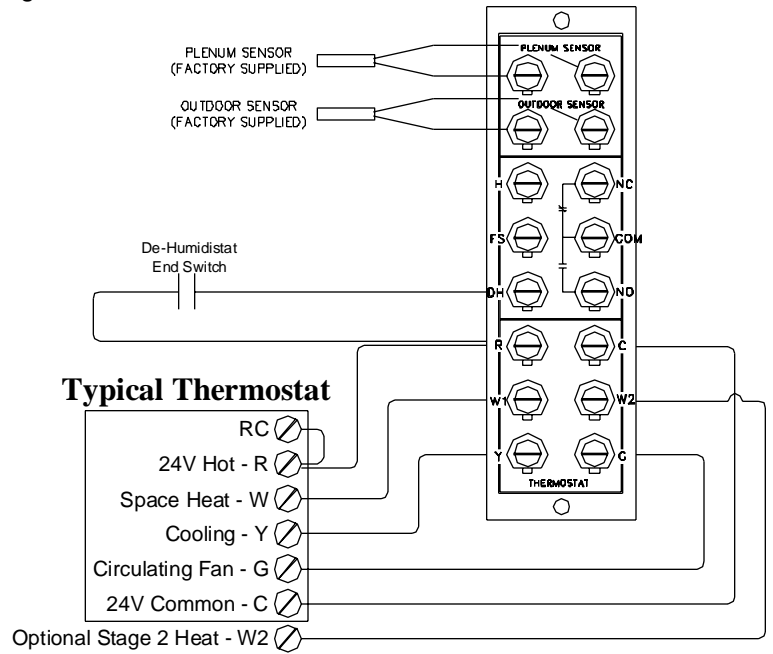 PLENUM SENSOR
(FACTORY SUPPLIED)
PLENUM SENSOR
OUTDOOR SENSOR
(FACTORY SUPPLIED)
OUTDOOR SENSOR
H
NC
FS
COM
De-Humidistat
End Switch
DH
NO
R
C
Typical Thermostat
W1
W2
RC
24V Hot - R
Y
G
THERMOSTAT
Space Heat - W
Cooling - Y
Circulating Fan - G
24V Common - C
Optional Stage 2 Heat - W2